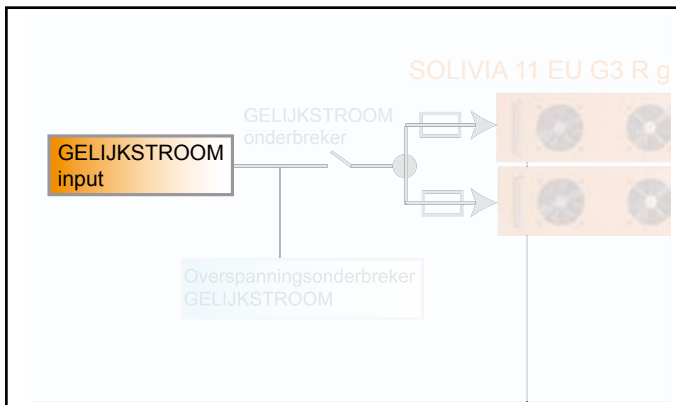 SOLIVIA 11 EU G3 R g
GELIJKSTROOM
onderbreker
GELIJKSTROOM
input
Overspanningsonderbreker
GELIJKSTROOM